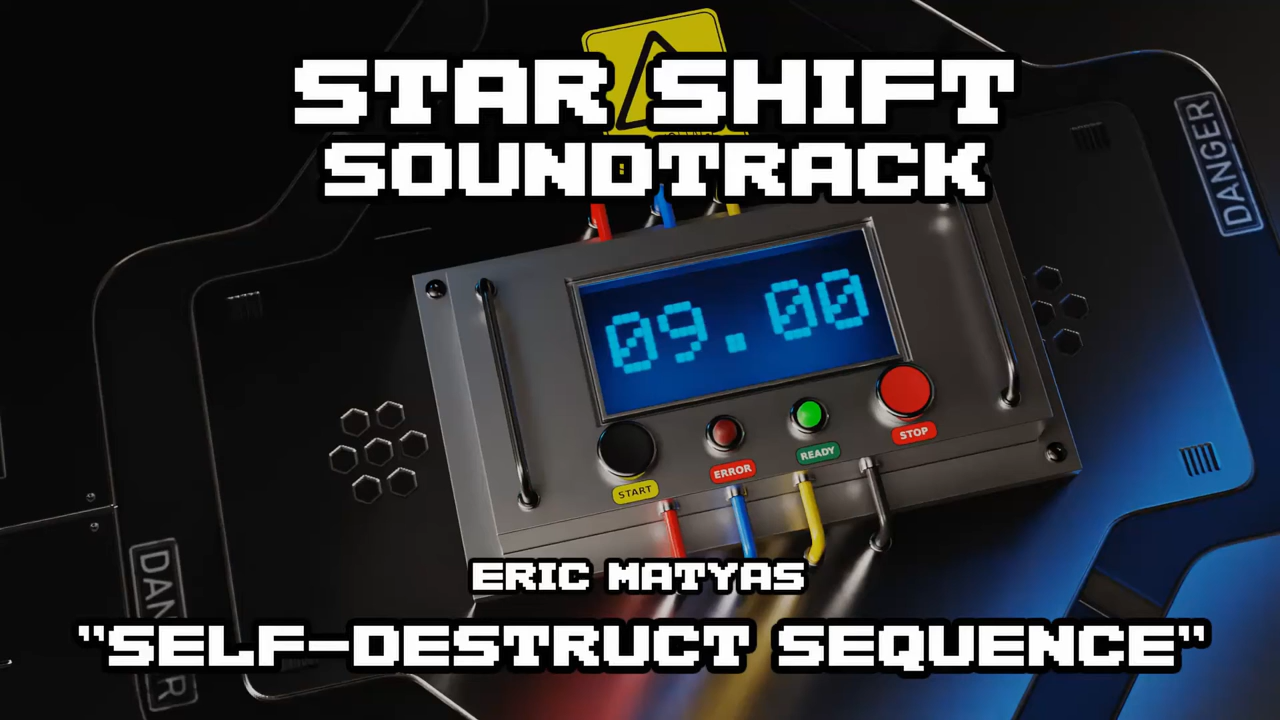 STAR SHIFT
SOUNDTRACK
DANGER
09.00
START
ERROR
READY
STOP
ERIC MATYAS
"SELF-DESTRUCT SEQUENCE"